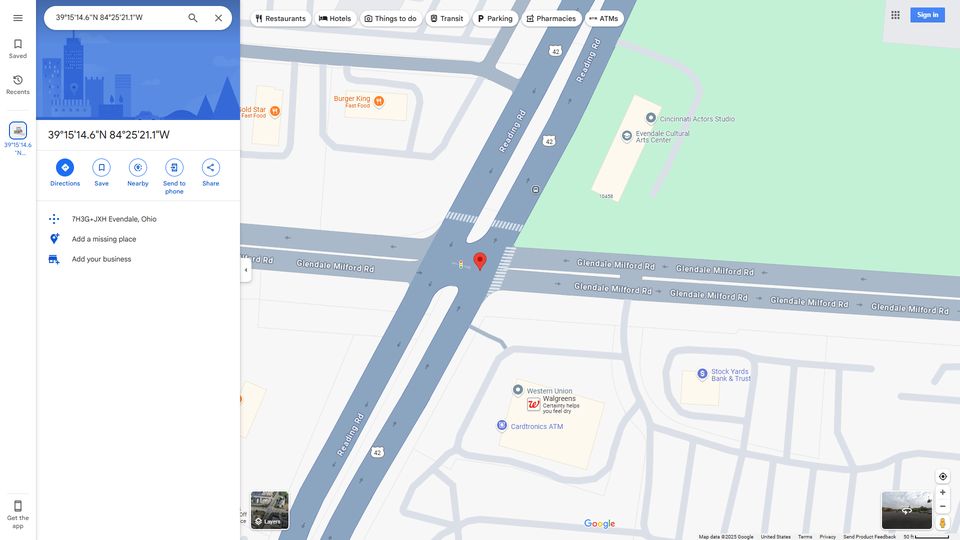 39°15'14.6"N 84°25'21.1"W
Restaurants
Hotels
Things to do
Transit
Parking
Pharmacies
ATMs
Sign in
Saved
Recents
39°15'14.6
"N...
39°15'14.6"N 84°25'21.1"W
Directions
Save
Nearby
Send to
phone
Share
7H3G+JXH Evendale, Ohio
Add a missing place
Add your business
Get the
app
Gold Star
Fast Food
Burger King
Fast Food
42
Reading Rd
Reading Rd
42
Cincinnati Actors Studio
Evendale Cultural
Arts Center
10458
Glendale Milford Rd
Glendale Milford Rd
Glendale Milford Rd
Glendale Milford Rd
Glendale Milford Rd
Glendale Milford Rd
Glendale Milford Rd
Stock Yards
Bank & Trust
Western Union
Walgreens
Certainty helps
you feel dry
Cardtronics ATM
Reading Rd
42
Layers
Google
Map data ©2025 Google
United States
Terms
Privacy
Send Product Feedback
50 ft